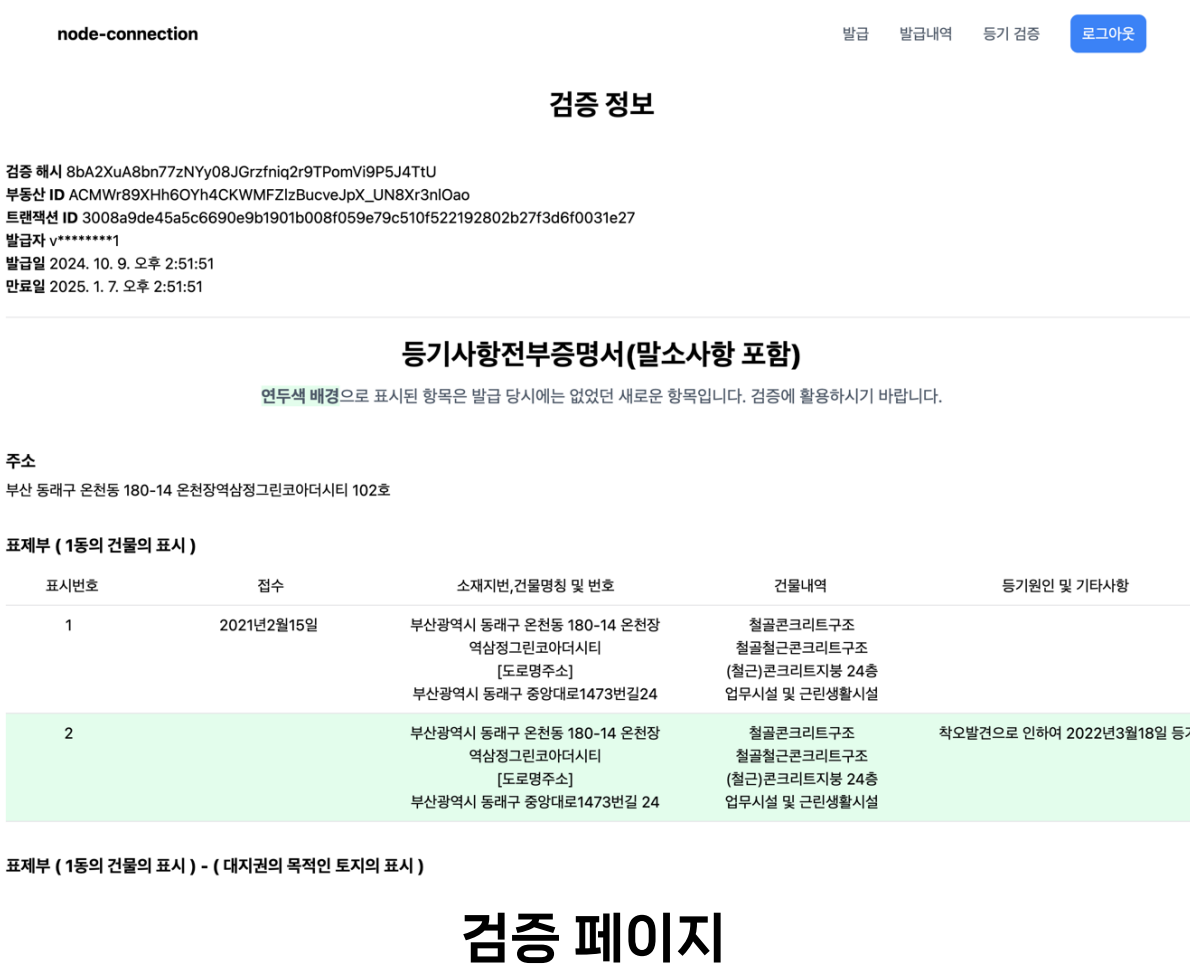 node-connection
발급 발급내역 등기 검증 로그아웃
검증 정보
검증 해시 8bA2XuA8bn77zNYy08JGrzfniq2r9TPomVi9P5J4TtU
부동산 ID ACMWr89XHh6OYh4CKWMFZlzBucveJpX_UN8Xr3nlOao
트랜잭션 ID 3008a9de45a5c6690e9b1901b008f059e79c510f522192802b27f3d6f0031e27
발급자 v********1
발급일 2024. 10. 9. 오후 2:51:51
만료일 2025. 1. 7. 오후 2:51:51
등기사항전부증명서(말소사항 포함)
연두색 배경으로 표시된 항목은 발급 당시에는 없었던 새로운 항목입니다. 검증에 활용하시기 바랍니다.
주소
부산 동래구 온천동 180-14 온천장역삼정그린코아더시티 102호
표제부 ( 1동의 건물의 표시 )
표시번호 접수 소재지번,건물명칭 및 번호 건물내역 등기원인 및 기타사항
1 2021년2월15일 부산광역시 동래구 온천동 180-14 온천장 철골콘크리트구조
역삼정그린코아더시티 철골철근콘크리트구조
[도로명주소] (철근)콘크리트지붕 24층
부산광역시 동래구 중앙대로1473번길24 업무시설 및 근린생활시설
2 부산광역시 동래구 온천동 180-14 온천장 철골콘크리트구조 착오발견으로 인하여 2022년3월18일
역삼정그린코아더시티 철골철근콘크리트구조
[도로명주소] (철근)콘크리트지붕 24층
부산광역시 동래구 중앙대로1473번길 24 업무시설 및 근린생활시설
표제부 ( 1동의 건물의 표시 ) - ( 대지권의 목적인 토지의 표시 )
검증 페이지